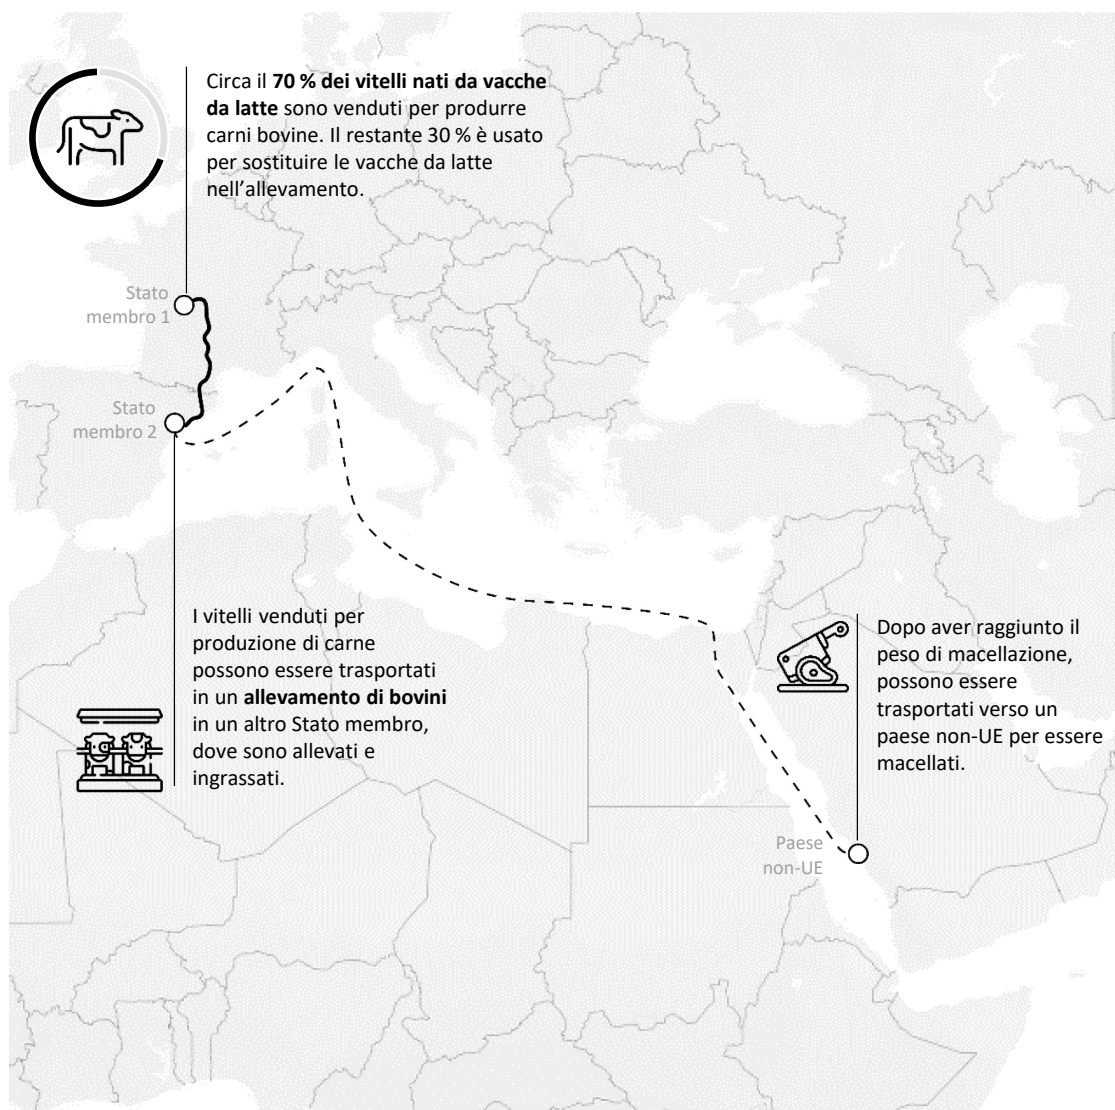 Circa il 70 % dei vitelli nati da vacche
da latte sono venduti per produrre
carni bovine. Il restante 30 % è usato
per sostituire le vacche da latte
nell'allevamento.
Stato
membro 1
Stato
membro 2
I vitelli venduti per
produzione di carne
possono essere trasportati
in un allevamento di bovini
in un altro Stato membro,
dove sono allevati e
ingrassati.
Dopo aver raggiunto il
peso di macellazione,
possono essere
trasportati verso un
paese non-UE per essere
macellati.
Paese
non-UE